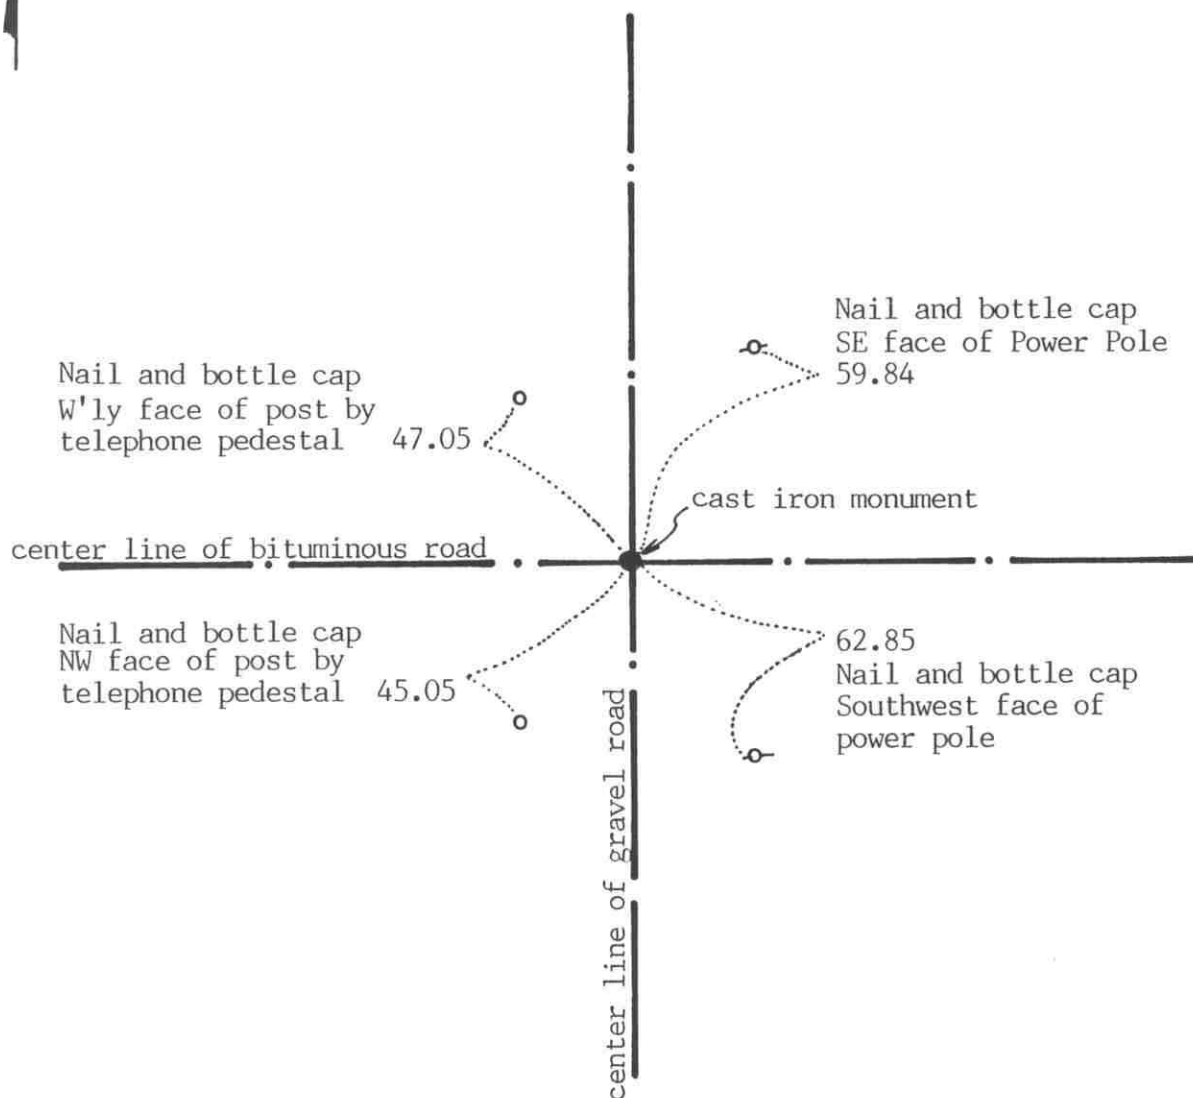 Nail and bottle cap
SE face of Power Pole
59.84
Nail and bottle cap
W'ly face of post by
telephone pedestal 47.05
cast iron monument
center line of bituminous road
Nail and bottle cap
NW face of post by
telephone pedestal 45.05
62.85
Nail and bottle cap
Southwest face of
power pole
center line of gravel road